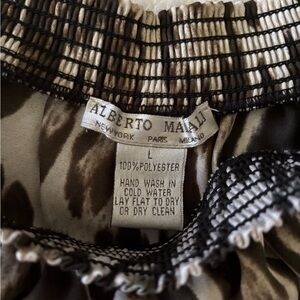 ALBERTO MAKALI
NEW YORK PARIS MILANO
L
100% POLYESTER
HAND WASH IN
COLD WATER
LAY FLAT TO DRY
OR DRY CLEAN